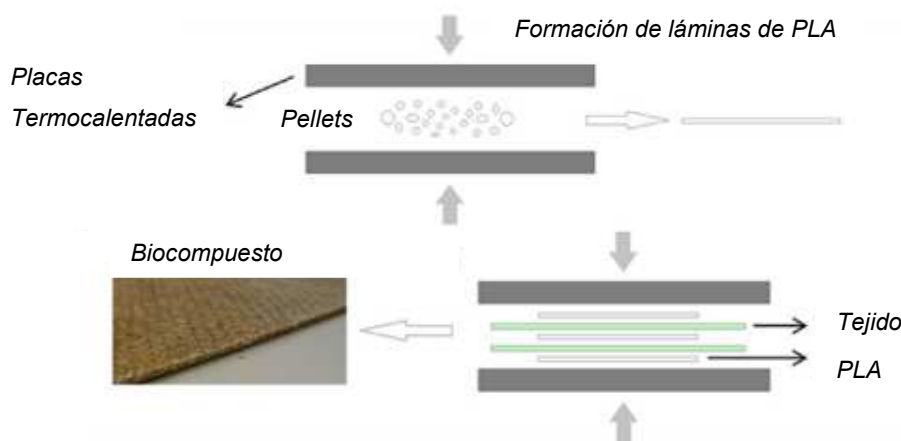 Formación de láminas de PLA
Placas
Termocalentadas
Pellets
Biocompuesto
Tejido
PLA